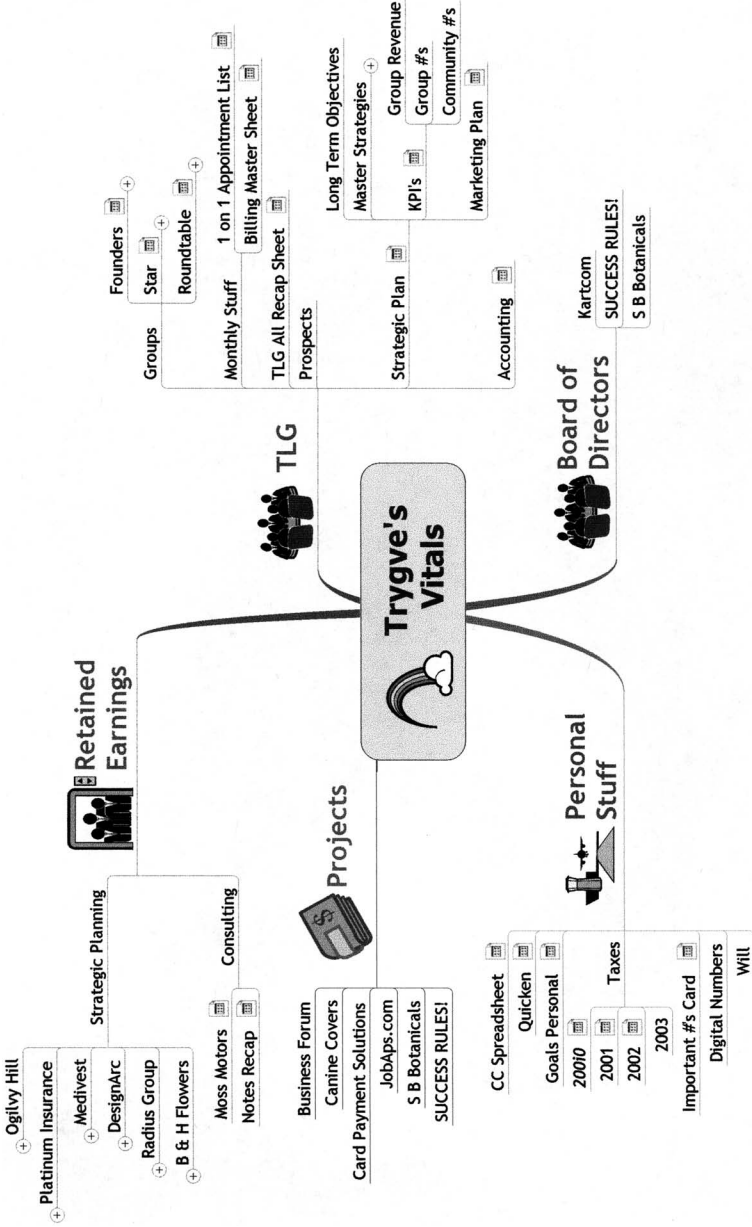 Trygve's
Vitals
TLG
Groups
Founders
Star
Roundtable
Monthly Stuff
1 on 1 Appointment List
Billing Master Sheet
TLG All Recap Sheet
Prospects
Strategic Plan
Long Term Objectives
Master Strategies
KPI's
Group Revenue
Group #'s
Community #'s
Marketing Plan
Accounting
Board of
Directors
Kartcom
SUCCESS RULES!
S B Botanicals
Retained
Earnings
Strategic Planning
Ogilvy Hill
Platinum Insurance
Medivest
DesignArc
Radius Group
B & H Flowers
Consulting
Moss Motors
Notes Recap
Projects
$
Business Forum
Canine Covers
Card Payment Solutions
JobAps.com
S B Botanicals
SUCCESS RULES!
Personal
Stuff
CC Spreadsheet
Quicken
Goals Personal
Taxes
200i0
2001
2002
2003
Important #'s Card
Digital Numbers
Will